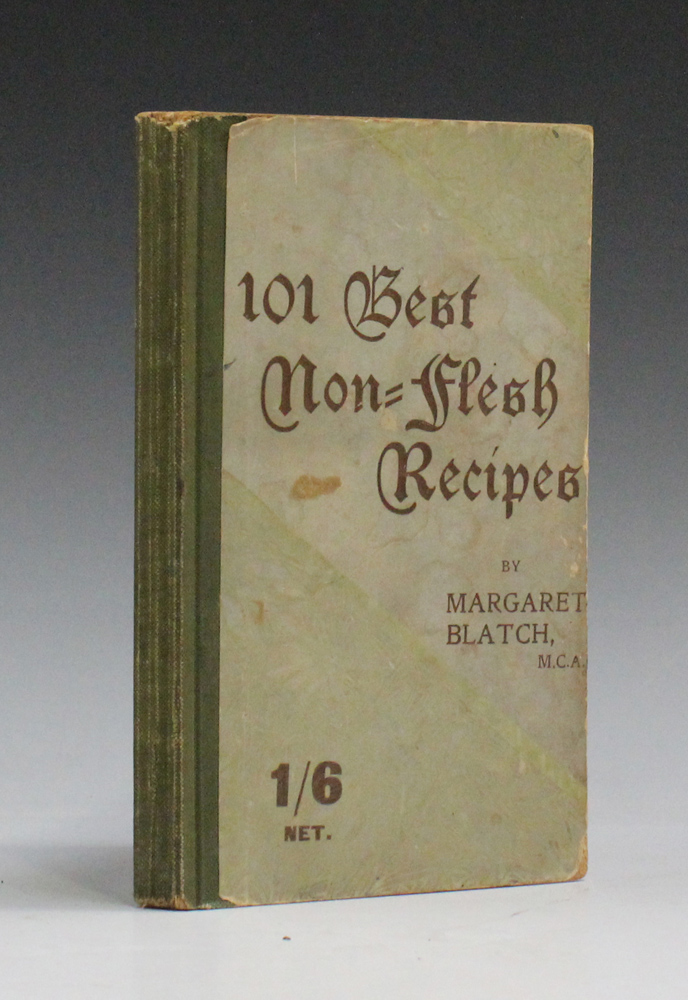 101 Best
Non=Flesh
Recipes
BY
MARGARET
BLATCH,
M.C.A.
1/6
NET.